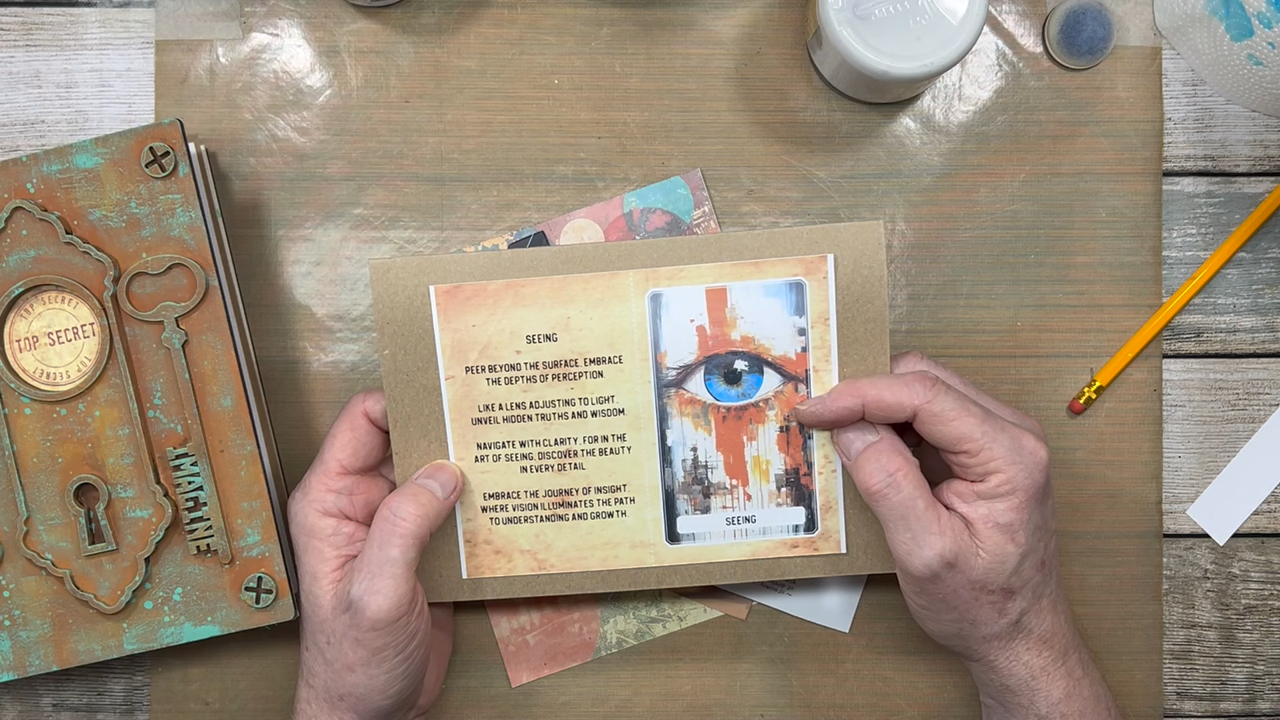 TOP SECRET
TOP SECRET
TOP SECRET
IMAGINE
SEEING
PEER BEYOND THE SURFACE. EMBRACE
THE DEPTHS OF PERCEPTION.
LIKE A LENS ADJUSTING TO LIGHT.
UNVEIL HIDDEN TRUTHS AND WISDOM.
NAVIGATE WITH CLARITY. FOR IN THE
ART OF SEEING, DISCOVER THE BEAUTY
IN EVERY DETAIL.
EMBRACE THE JOURNEY OF INSIGHT.
WHERE VISION ILLUMINATES THE PATH
TO UNDERSTANDING AND GROWTH.
SEEING